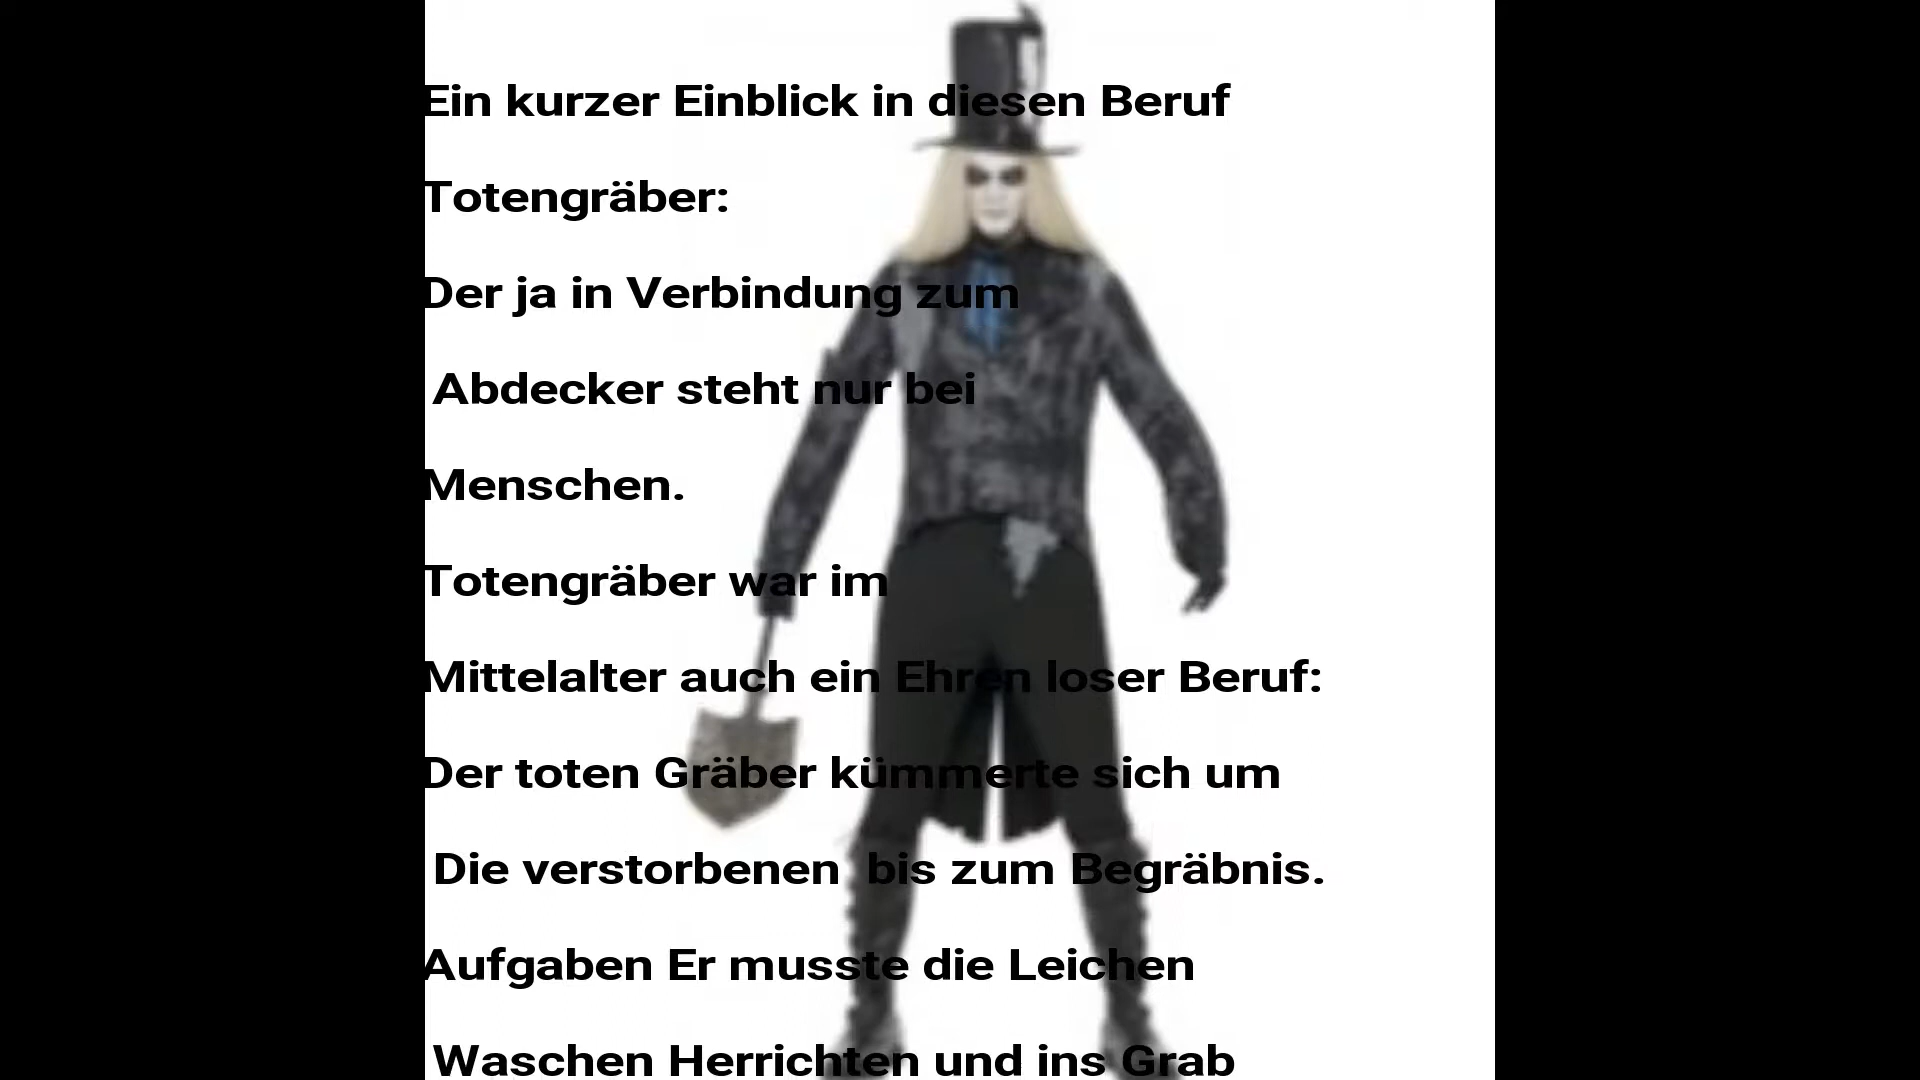 Ein kurzer Einblick in diesen Beruf
Totengräber:
Der ja in Verbindung zum
Abdecker steht nur bei
Menschen.
Totengräber war im
Mittelalter auch ein Ehren loser Beruf:
Der toten Gräber kümmerte sich um
Die verstorbenen  bis zum Begräbnis.
Aufgaben Er musste die Leichen
Waschen Herrichten und ins Grab